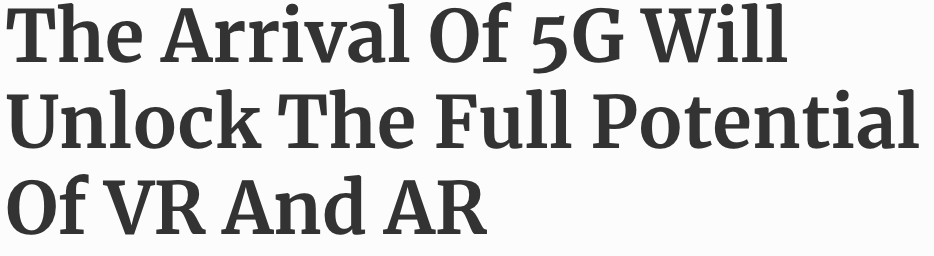 The Arrival Of 5G Will
Unlock The Full Potential
Of VR And AR